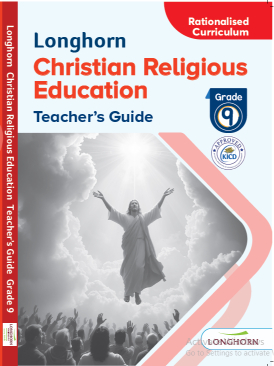 Rationalised
Curriculum
Longhorn
Christian Religious
Education
Teacher's Guide
Grade
9
APPROVED
KICD
Longhorn Christian Religious Education Teacher's Guide Grade 9
LONGHORN